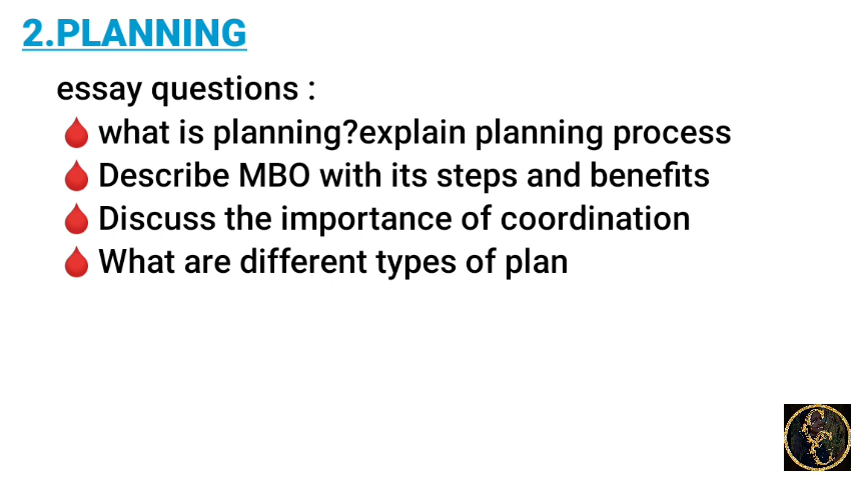 2.PLANNING
essay questions :
🩸 what is planning?explain planning process
🩸 Describe MBO with its steps and benefits
🩸 Discuss the importance of coordination
🩸 What are different types of plan